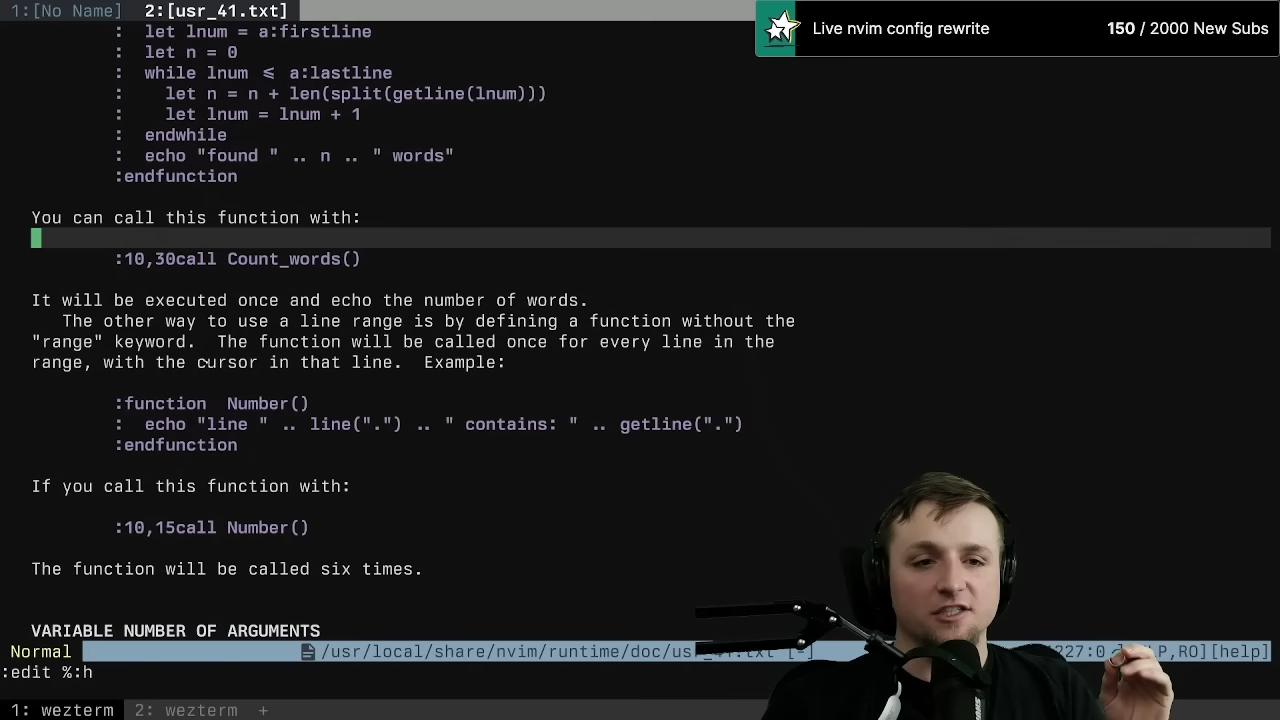 1:[No Name]  2:[usr_41.txt]
Live nvim config rewrite  150 / 2000 New Subs
:  let lnum = a:firstline
:  let n = 0
:  while lnum <= a:lastline
:    let n = n + len(split(getline(lnum)))
:    let lnum = lnum + 1
:  endwhile
:  echo "found " .. n .. " words"
:endfunction
You can call this function with:
:10,30call Count_words()
It will be executed once and echo the number of words.
The other way to use a line range is by defining a function without the
"range" keyword.  The function will be called once for every line in the
range, with the cursor in that line.  Example:
:function  Number()
:  echo "line " .. line(".") .. " contains: " .. getline(".")
:endfunction
If you call this function with:
:10,15call Number()
The function will be called six times.
VARIABLE NUMBER OF ARGUMENTS
Normal  /usr/local/share/nvim/runtime/doc/usr_41.txt [-]  RO][help]
:edit %:h
1: wezterm  2: wezterm  +